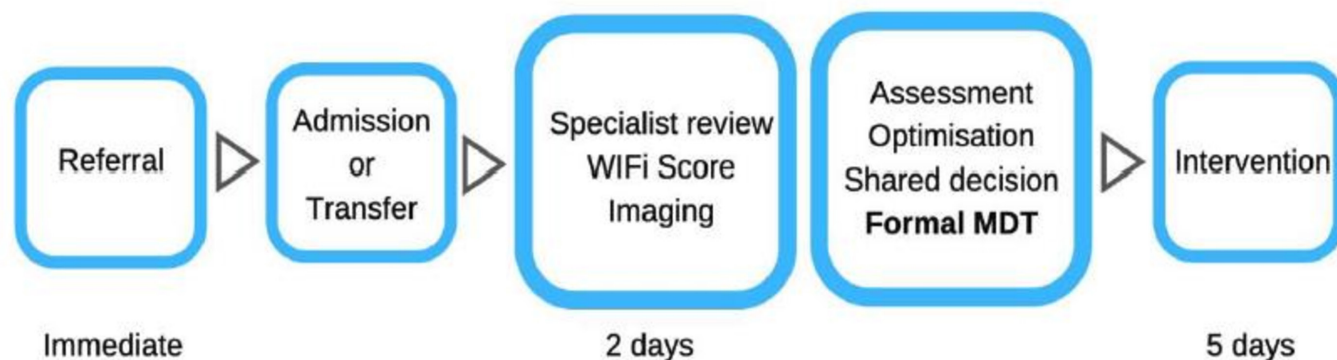 Referral
Admission
or
Transfer
Specialist review
WIFi Score
Imaging
Assessment
Optimisation
Shared decision
Formal MDT
Intervention
Immediate
2 days
5 days